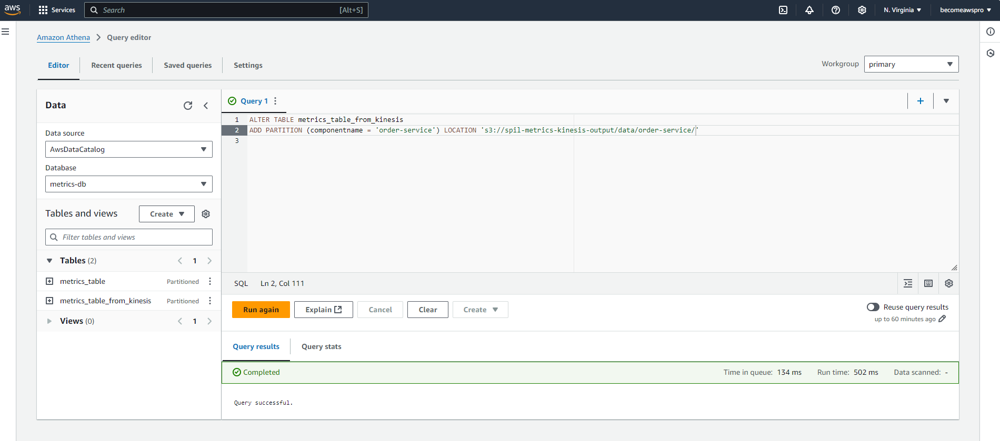 aws
Services
Search
[Alt+S]
N. Virginia
becomeawspro
Amazon Athena
Query editor
Editor
Recent queries
Saved queries
Settings
Workgroup
primary
Data
Data source
AwsDataCatalog
Database
metrics-db
Tables and views
Create
Filter tables and views
Tables (2)
1
metrics_table
Partitioned
metrics_table_from_kinesis
Partitioned
Views (0)
1
Query 1
1 ALTER TABLE metrics_table_from_kinesis
2 ADD PARTITION (componentname = 'order-service') LOCATION 's3://spil-metrics-kinesis-output/data/order-service/'
3
SQL
Ln 2, Col 111
Run again
Explain
Cancel
Clear
Create
Reuse query results
up to 60 minutes ago
Query results
Query stats
Completed
Time in queue: 134 ms
Run time: 502 ms
Data scanned: -
Query successful.